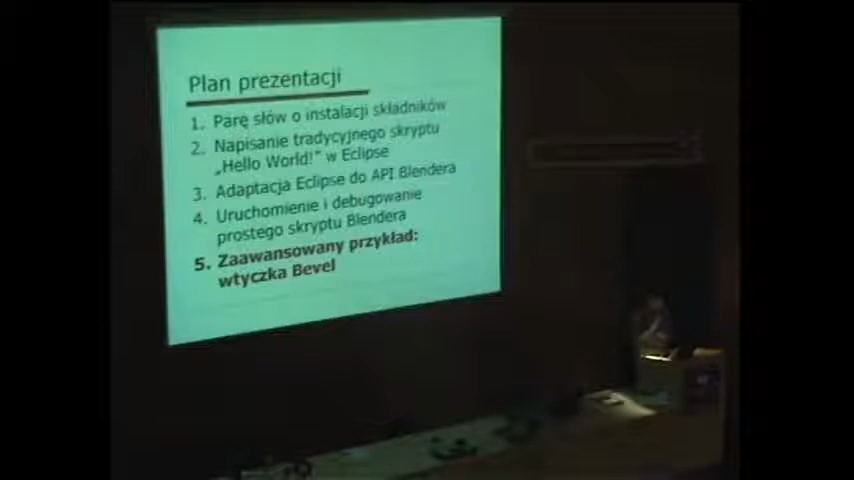 Plan prezentacji
1. Parę słów o instalacji składników
2. Napisanie tradycyjnego skryptu
„Hello World!” w Eclipse
3. Adaptacja Eclipse do API Blendera
4. Uruchomienie i debugowanie
prostego skryptu Blendera
5. Zaawansowany przykład:
wtyczka Bevel